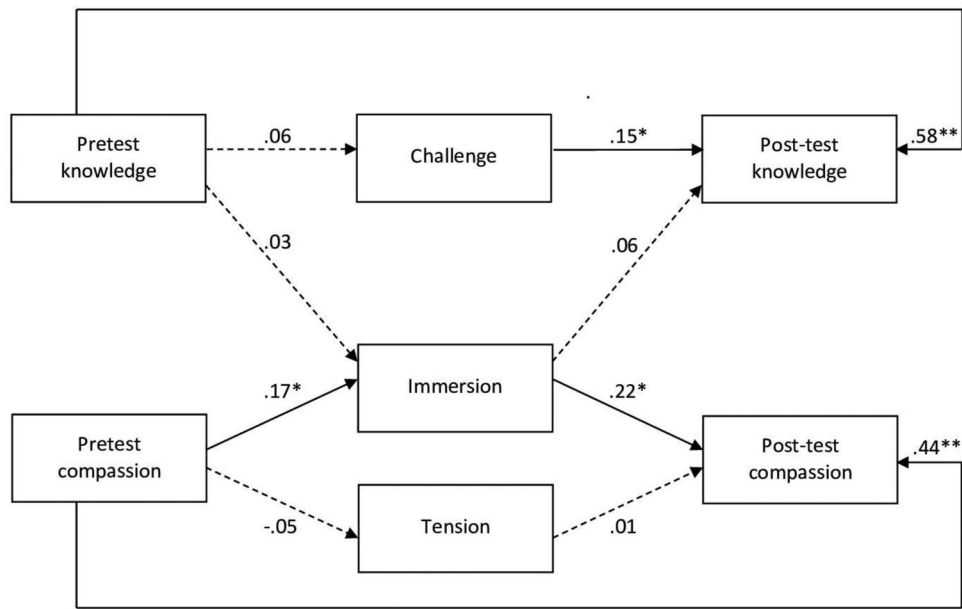 Pretest
knowledge
.06
Challenge
.15*
Post-test
knowledge
.58**
.03
.06
Immersion
.17*
.22*
Pretest
compassion
Post-test
compassion
.44**
-.05
Tension
.01